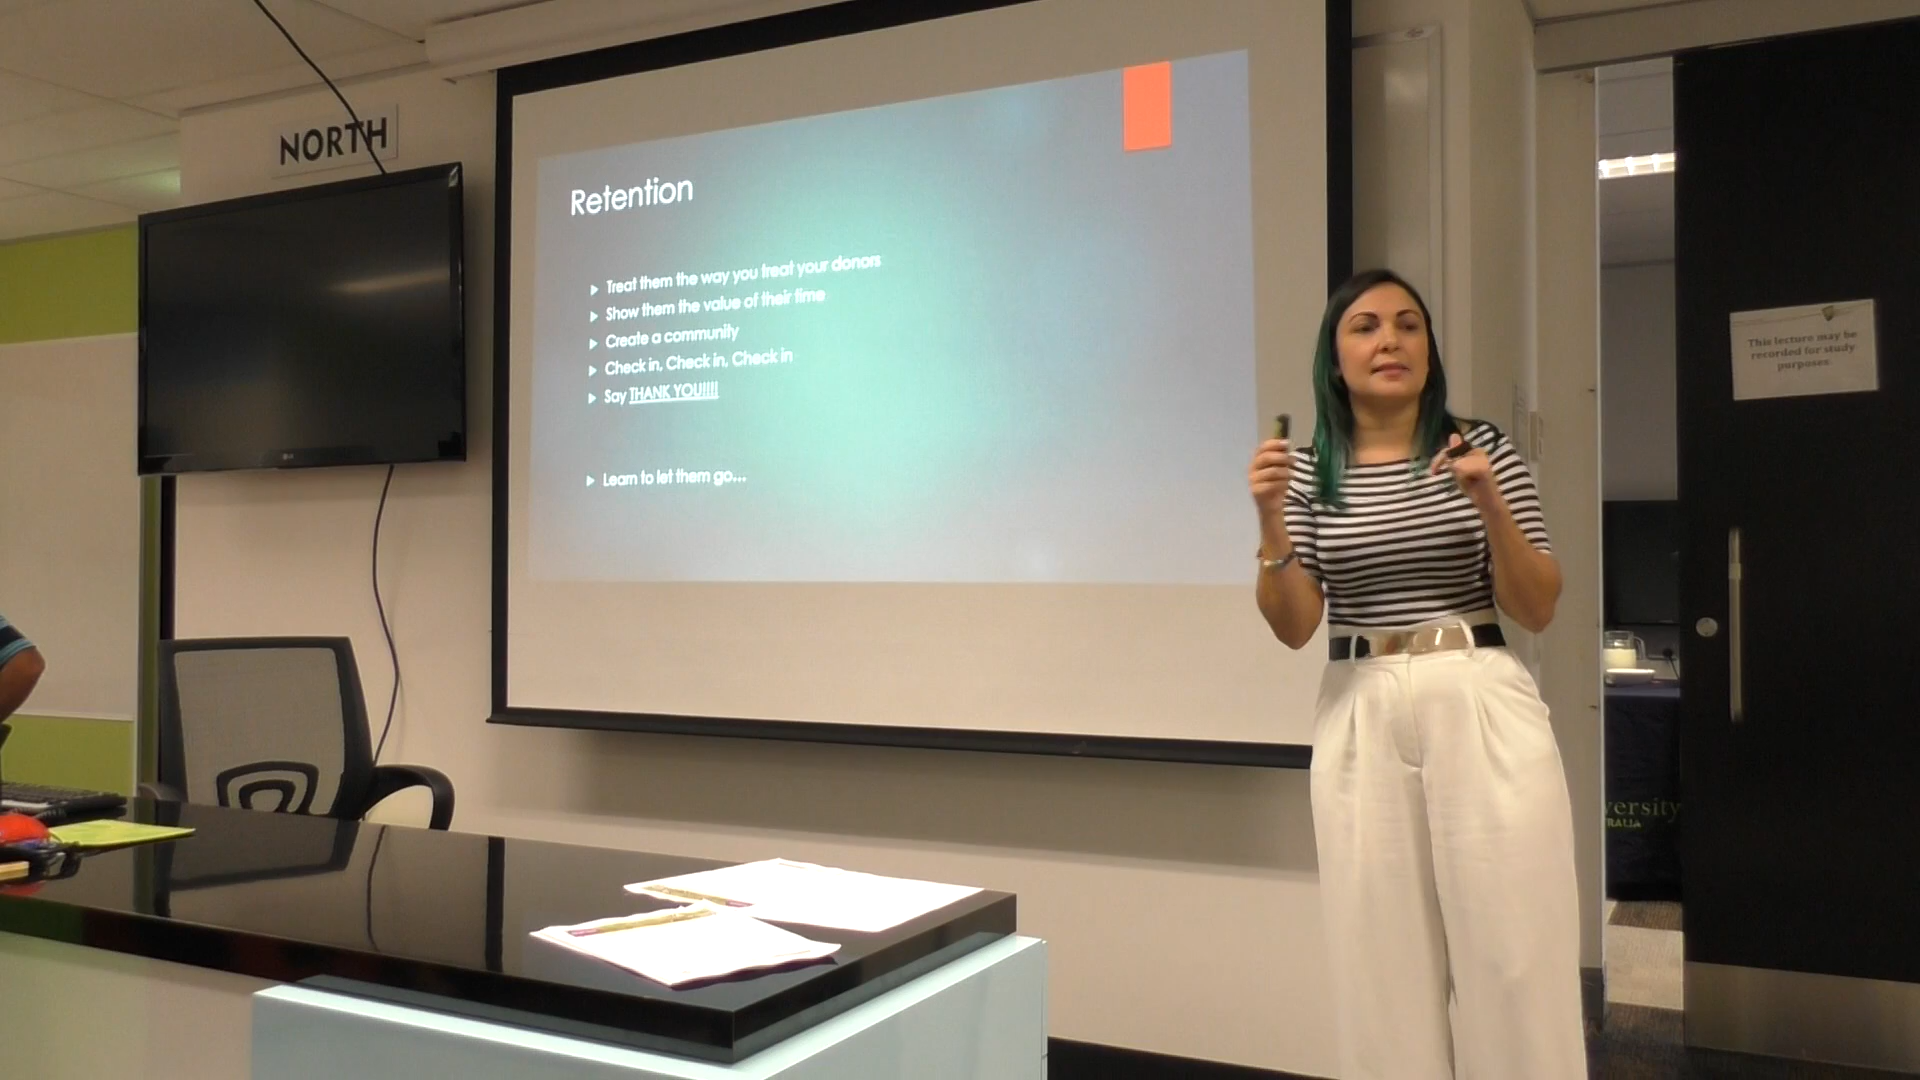 NORTH
Retention
Treat them the way you treat your donors
Show them the value of their time
Create a community
Check in, Check in, Check in
Say THANK YOU!!!!
Learn to let them go...
This lecture may be
recorded for study
purposes
LG
versity
RALIA